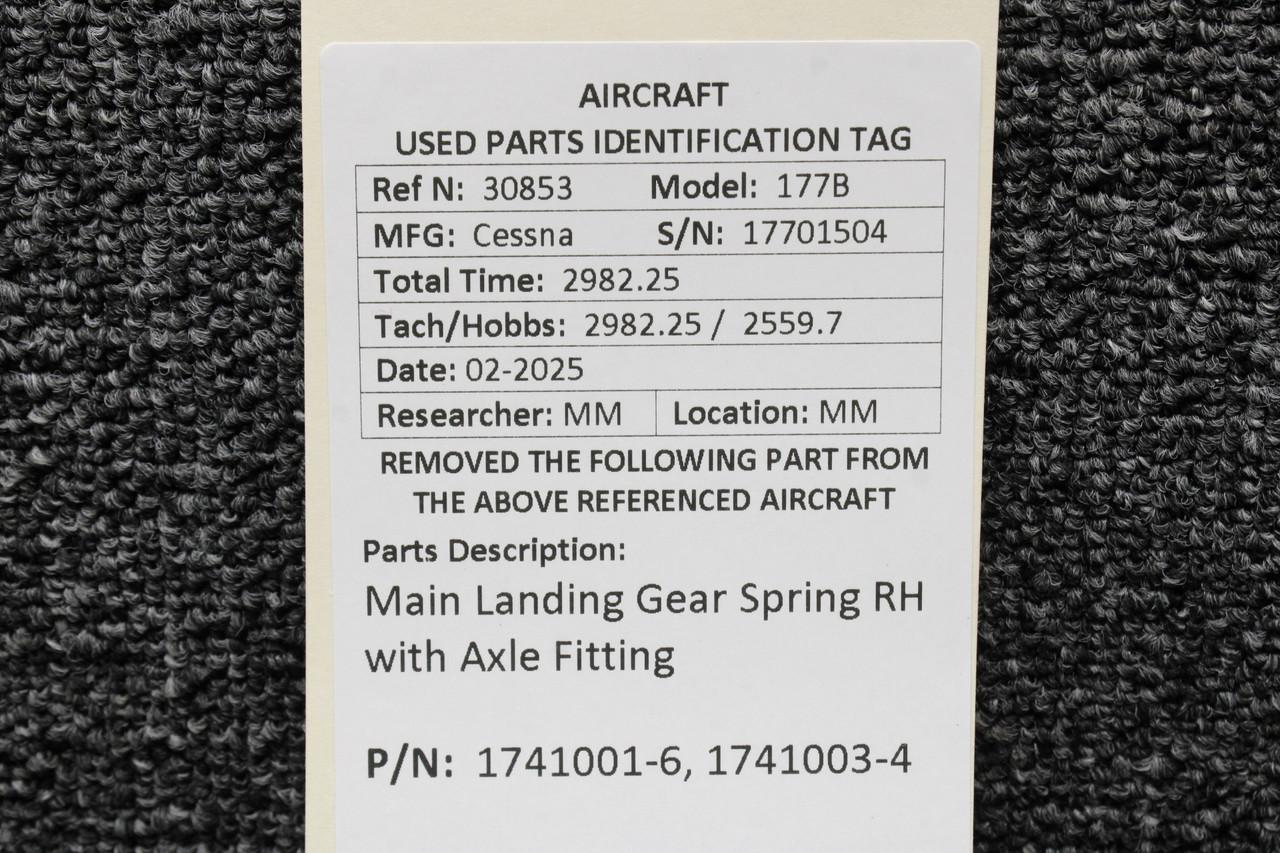 AIRCRAFT
USED PARTS IDENTIFICATION TAG
Ref N: 30853 Model: 177B
MFG: Cessna S/N: 17701504
Total Time: 2982.25
Tach/Hobbs: 2982.25 / 2559.7
Date: 02-2025
Researcher: MM Location: MM
REMOVED THE FOLLOWING PART FROM
THE ABOVE REFERENCED AIRCRAFT
Parts Description:
Main Landing Gear Spring RH
with Axle Fitting
P/N: 1741001-6, 1741003-4